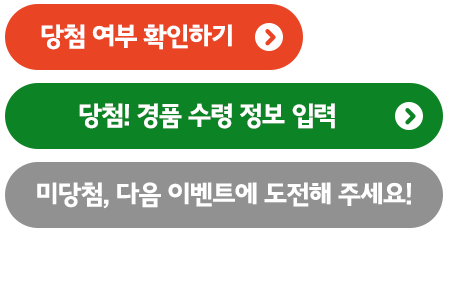 당첨 여부 확인하기
당첨! 경품 수령 정보 입력
미당첨, 다음 이벤트에 도전해 주세요!